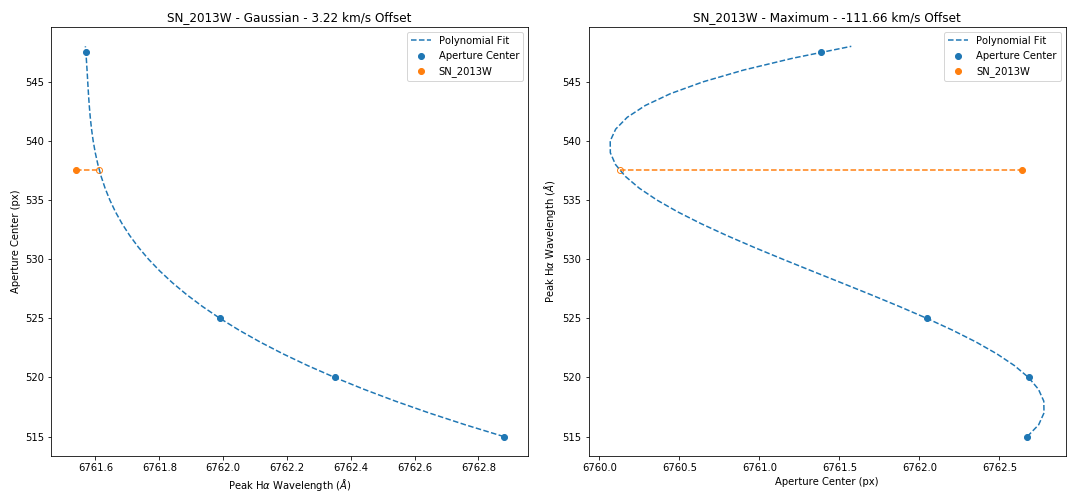 SN_2013W - Gaussian - 3.22 km/s Offset
Polynomial Fit
Aperture Center
SN_2013W
545
540
535
530
525
520
515
Aperture Center (px)
6761.6 6761.8 6762.0 6762.2 6762.4 6762.6 6762.8
Peak Hα Wavelength (Å)
SN_2013W - Maximum - -111.66 km/s Offset
Polynomial Fit
Aperture Center
SN_2013W
545
540
535
530
525
520
515
Peak Hα Wavelength (Å)
6760.0 6760.5 6761.0 6761.5 6762.0 6762.5
Aperture Center (px)